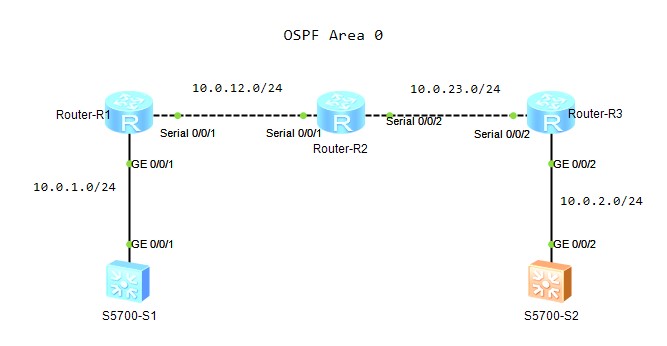 OSPF Area 0
10.0.12.0/24
10.0.23.0/24
Router-R1
R
Serial 0/0/1
Serial 0/0/1
R
Router-R2
Serial 0/0/2
Serial 0/0/2
R
Router-R3
GE 0/0/1
GE 0/0/2
10.0.1.0/24
10.0.2.0/24
GE 0/0/1
GE 0/0/2
S5700-S1
S5700-S2